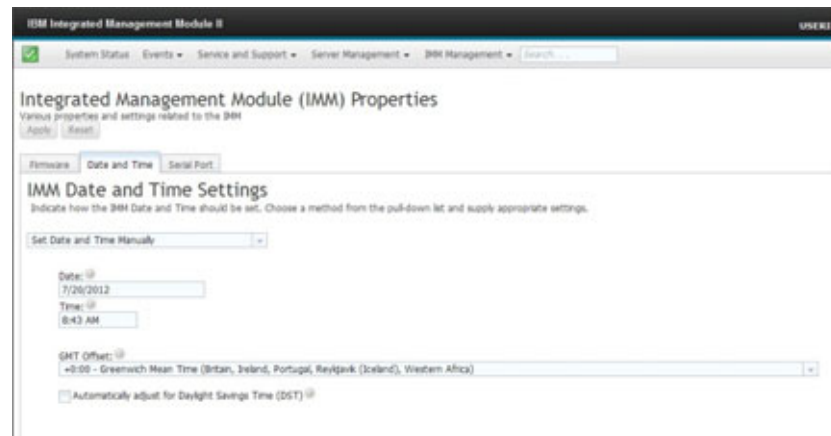 IBM Integrated Management Module II
USERI
System Status Events Service and Support Server Management IMM Management Search...
Integrated Management Module (IMM) Properties
Various properties and settings related to the IMM
Apply Reset
Firmware Date and Time Serial Port
IMM Date and Time Settings
Indicate how the IMM Date and Time should be set. Choose a method from the pull-down list and supply appropriate settings.
Set Date and Time Manually
Date:
7/20/2012
Time:
8:43 AM
GMT Offset:
+0:00 - Greenwich Mean Time (Britain, Ireland, Portugal, Reykjavik (Iceland), Western Africa)
Automatically adjust for Daylight Savings Time (DST)